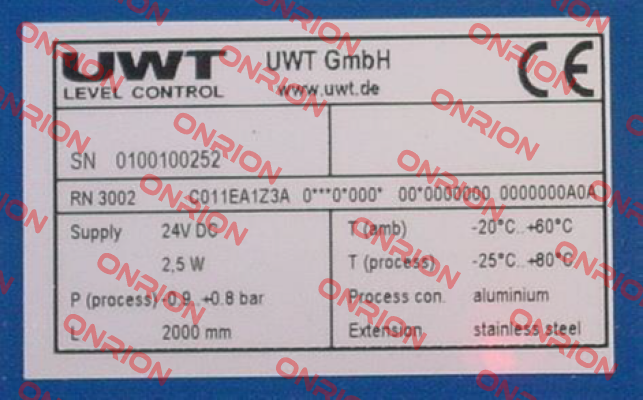 UWT UWT GmbH CE
LEVEL CONTROL www.uwt.de
SN 0100100252
RN 3002 C011EA1Z3A 0***0*000* 00*0000000 0000000A0A
Supply 24V DC T (amb) -20°C..+60°C
2,5 W T (process) -25°C..+80°C
P (process) -0.9..+0.8 bar Process con. aluminium
L 2000 mm Extension stainless steel
ONRION